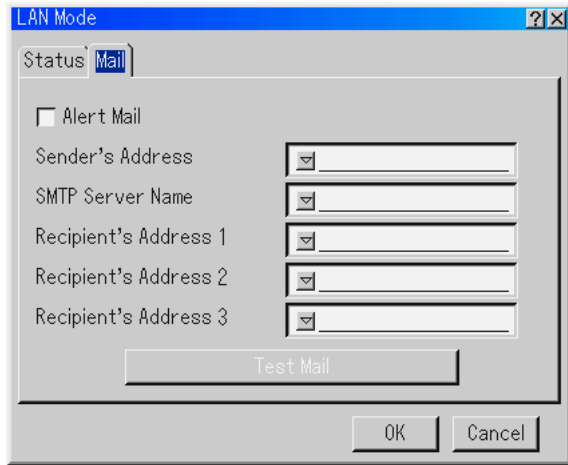 LAN Mode ? ×
Status Mail
Alert Mail
Sender's Address
SMTP Server Name
Recipient's Address 1
Recipient's Address 2
Recipient's Address 3
Test Mail
OK Cancel